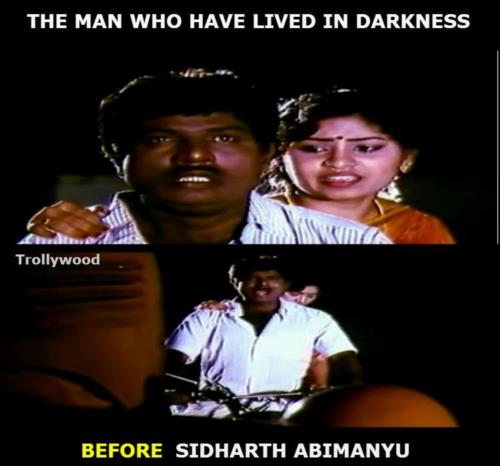 THE MAN WHO HAVE LIVED IN DARKNESS
Trollywood
BEFORE SIDHARTH ABIMANYU